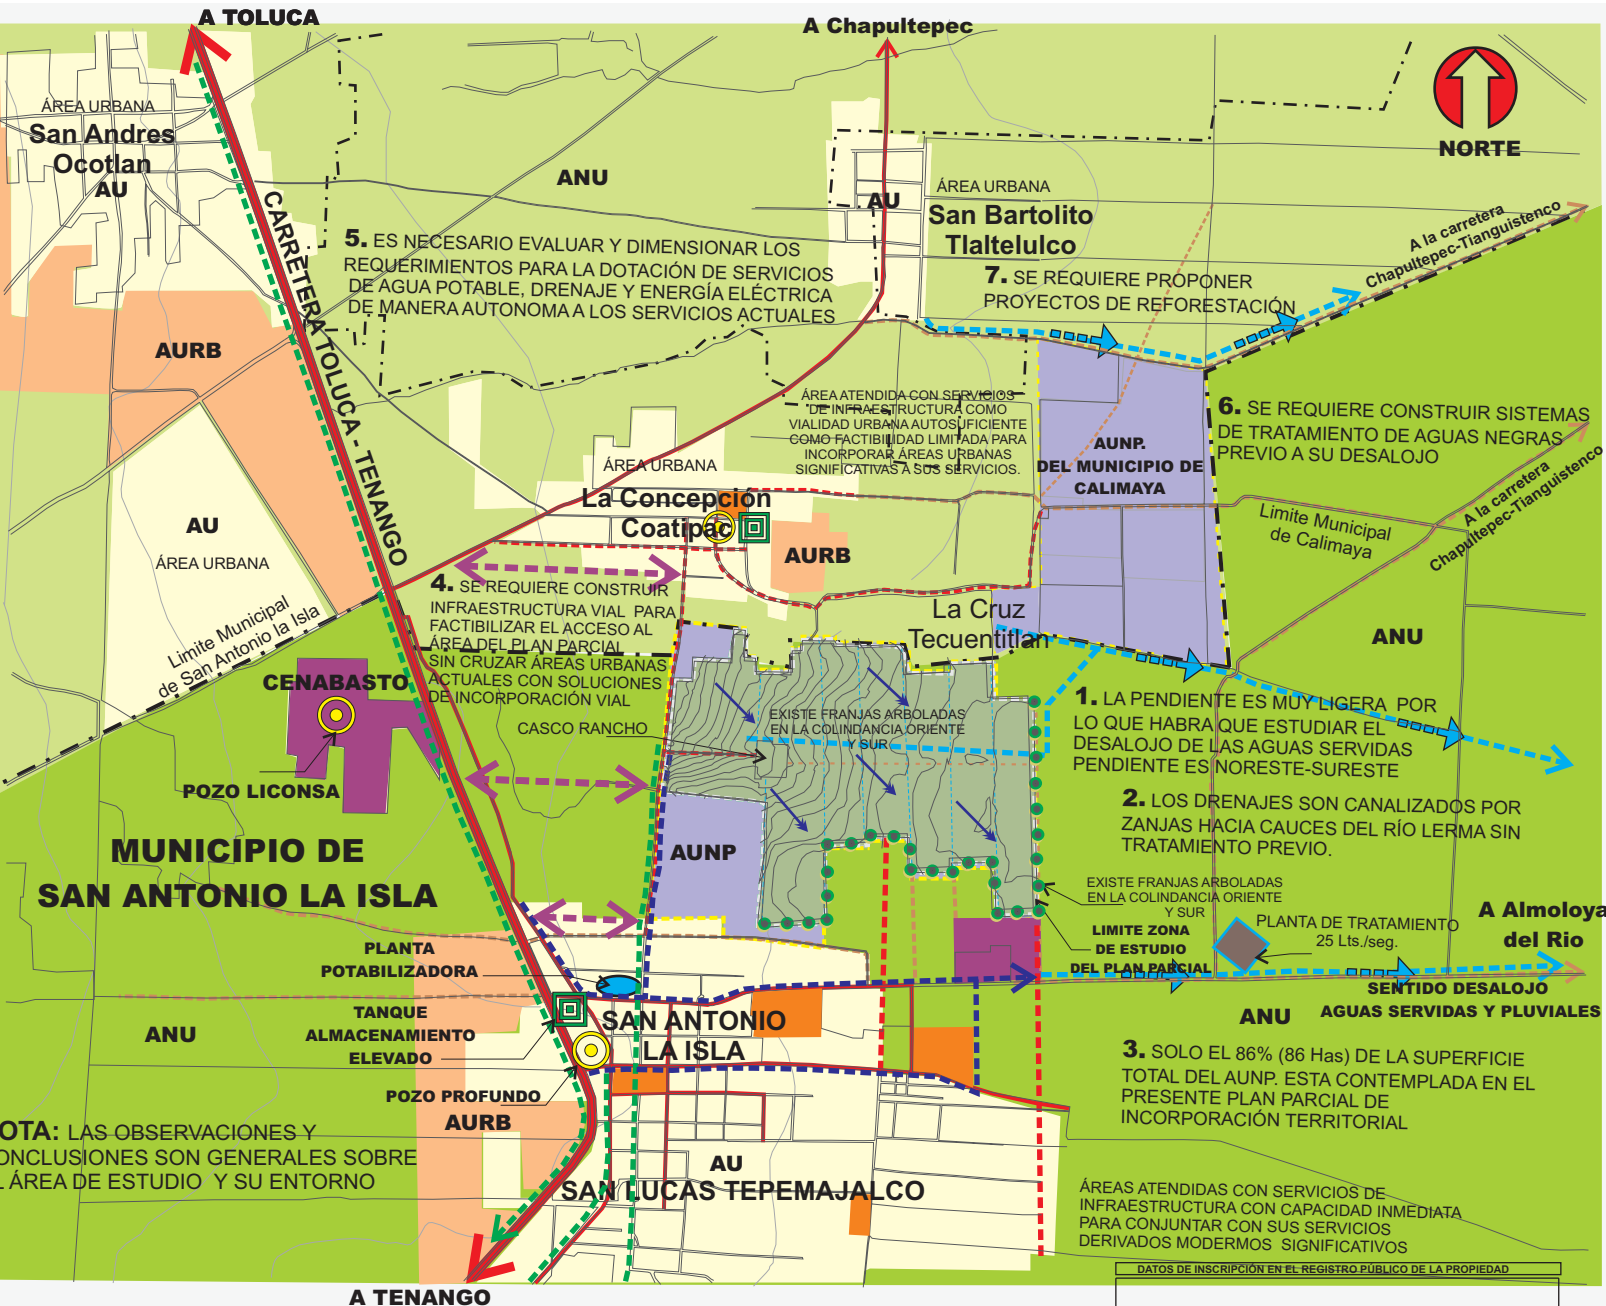 A TOLUCA
A Chapultepec
NORTE
ÁREA URBANA
San Andres
Ocotlan
AU
ANU
ÁREA URBANA
AU
San Bartolito
Tlaltelulco
A la carretera
Chapultepec-Tianguistenco
CARRETERA TOLUCA - TENANGO
5. ES NECESARIO EVALUAR Y DIMENSIONAR LOS
REQUERIMIENTOS PARA LA DOTACIÓN DE SERVICIOS
DE AGUA POTABLE, DRENAJE Y ENERGÍA ELÉCTRICA
DE MANERA AUTONOMA A LOS SERVICIOS ACTUALES
7. SE REQUIERE PROPONER
PROYECTOS DE REFORESTACIÓN
AURB
ÁREA ATENDIDA CON SERVICIOS
DE INFRAESTRUCTURA COMO
VIALIDAD URBANA AUTOSUFICIENTE
COMO FACTIBILIDAD LIMITADA PARA
INCORPORAR ÁREAS URBANAS
SIGNIFICATIVAS A SUS SERVICIOS.
AUNP.
DEL MUNICIPIO DE
CALIMAYA
6. SE REQUIERE CONSTRUIR SISTEMAS
DE TRATAMIENTO DE AGUAS NEGRAS
PREVIO A SU DESALOJO
A la carretera
Chapultepec-Tianguistenco
ÁREA URBANA
La Concepción
Coatipac
AURB
AU
ÁREA URBANA
Limite Municipal
de Calimaya
Limite Municipal
de San Antonio la Isla
4. SE REQUIERE CONSTRUIR
INFRAESTRUCTURA VIAL PARA
FACTIBILIZAR EL ACCESO AL
ÁREA DEL PLAN PARCIAL
SIN CRUZAR ÁREAS URBANAS
ACTUALES CON SOLUCIONES
DE INCORPORACIÓN VIAL
La Cruz
Tecuentitlan
ANU
CENABASTO
CASCO RANCHO
EXISTE FRANJAS ARBOLADAS
EN LA COLINDANCIA ORIENTE
Y SUR
1. LA PENDIENTE ES MUY LIGERA POR
LO QUE HABRA QUE ESTUDIAR EL
DESALOJO DE LAS AGUAS SERVIDAS
PENDIENTE ES NORESTE-SURESTE
POZO LICONSA
2. LOS DRENAJES SON CANALIZADOS POR
ZANJAS HACIA CAUCES DEL RÍO LERMA SIN
TRATAMIENTO PREVIO.
MUNICIPIO DE
SAN ANTONIO LA ISLA
AUNP
EXISTE FRANJAS ARBOLADAS
EN LA COLINDANCIA ORIENTE
Y SUR
LIMITE ZONA
DE ESTUDIO
DEL PLAN PARCIAL
PLANTA DE TRATAMIENTO
25 Lts./seg.
A Almoloya
del Rio
PLANTA
POTABILIZADORA
SENTIDO DESALOJO
AGUAS SERVIDAS Y PLUVIALES
TANQUE
ALMACENAMIENTO
ELEVADO
ANU
SAN ANTONIO
LA ISLA
ANU
3. SOLO EL 86% (86 Has) DE LA SUPERFICIE
TOTAL DEL AUNP. ESTA CONTEMPLADA EN EL
PRESENTE PLAN PARCIAL DE
INCORPORACIÓN TERRITORIAL
POZO PROFUNDO
AURB
OTA: LAS OBSERVACIONES Y
ONCLUSIONES SON GENERALES SOBRE
L ÁREA DE ESTUDIO Y SU ENTORNO
AU
SAN LUCAS TEPEMAJALCO
ÁREAS ATENDIDAS CON SERVICIOS DE
INFRAESTRUCTURA CON CAPACIDAD INMEDIATA
PARA CONJUNTAR CON SUS SERVICIOS
DERIVADOS MODERMOS SIGNIFICATIVOS
DATOS DE INSCRIPCIÓN EN EL REGISTRO PÚBLICO DE LA PROPIEDAD
A TENANGO